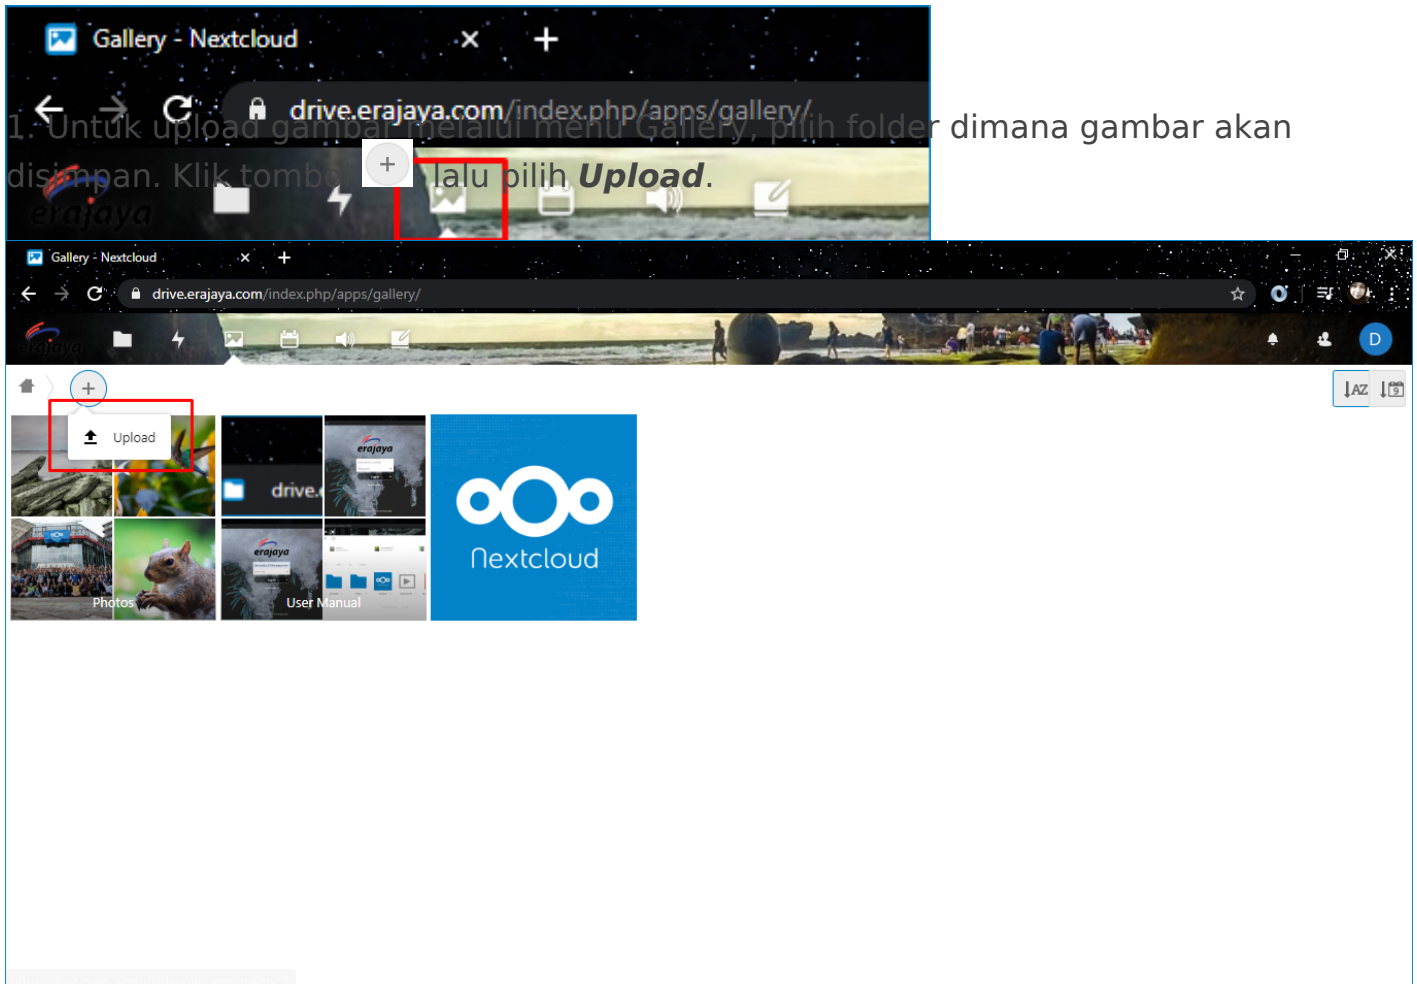 Gallery - Nextcloud
drive.erajaya.com/index.php/apps/gallery/
1. Untuk upload gambar melalui menu Gallery, pilih folder dimana gambar akan
disimpan. Klik tombol lalu pilih Upload.
erajaya
Gallery - Nextcloud
drive.erajaya.com/index.php/apps/gallery/
erajaya
D
AZ
9
Upload
drive.
erajaya
erajaya
Nextcloud
Photos
User Manual